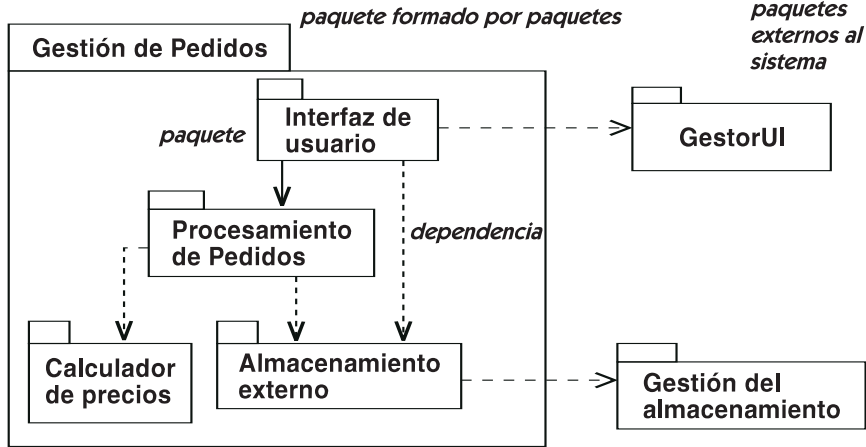 paquete formado por paquetes
paquetes
externos al
sistema
Gestión de Pedidos
Interfaz de
usuario
paquete
GestorUI
Procesamiento
de Pedidos
dependencia
Calculador
de precios
Almacenamiento
externo
Gestión del
almacenamiento